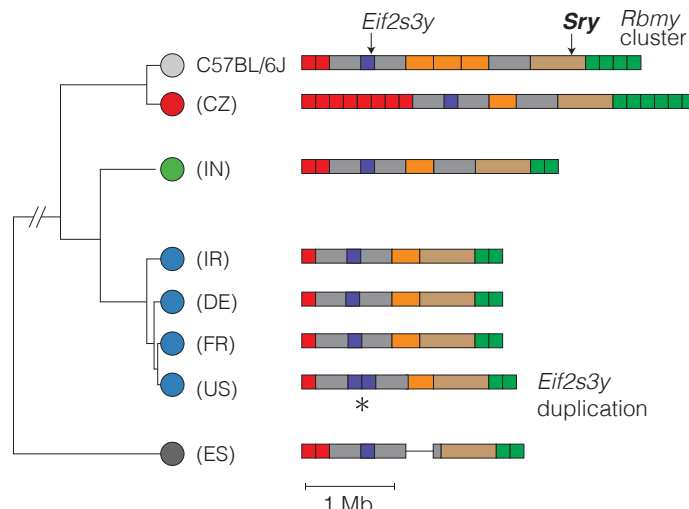 Eif2s3y
Sry
Rbmy
cluster
C57BL/6J
(CZ)
(IN)
(IR)
(DE)
(FR)
(US)
*
Eif2s3y
duplication
(ES)
1 Mb